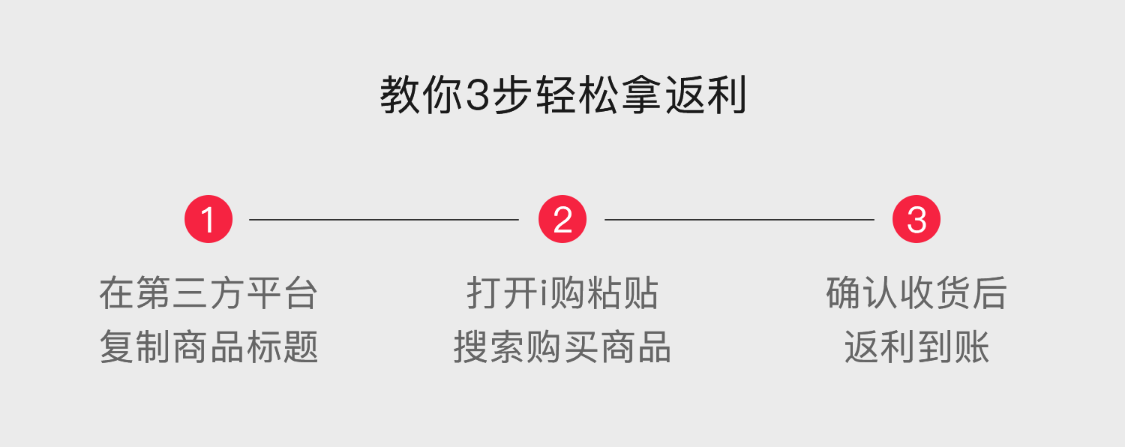 教你3步轻松拿返利
1
2
3
在第三方平台
复制商品标题
打开i购粘贴
搜索购买商品
确认收货后
返利到账